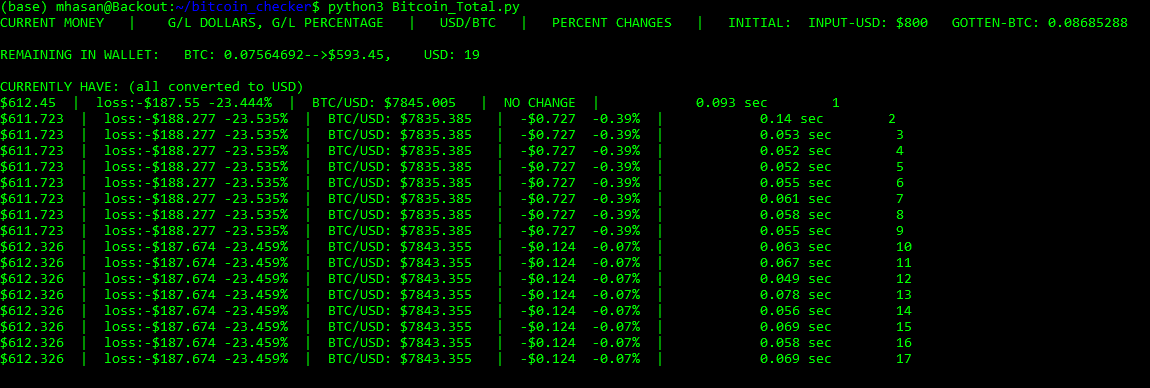 (base) mhasan@Backout:~/bitcoin_checker$ python3 Bitcoin_Total.py
CURRENT MONEY   |    G/L DOLLARS, G/L PERCENTAGE   |   USD/BTC   |   PERCENT CHANGES   |   INITIAL:  INPUT-USD: $800   GOTTEN-BTC: 0.08685288
REMAINING IN WALLET:   BTC: 0.07564692-->$593.45,    USD: 19
CURRENTLY HAVE: (all converted to USD)
$612.45  |  loss:-$187.55 -23.444%  |  BTC/USD: $7845.005   |  NO CHANGE  |            0.093 sec        1
$611.723  |  loss:-$188.277 -23.535%  |  BTC/USD: $7835.385   |  -$0.727  -0.39%  |            0.14 sec        2
$611.723  |  loss:-$188.277 -23.535%  |  BTC/USD: $7835.385   |  -$0.727  -0.39%  |            0.053 sec        3
$611.723  |  loss:-$188.277 -23.535%  |  BTC/USD: $7835.385   |  -$0.727  -0.39%  |            0.052 sec        4
$611.723  |  loss:-$188.277 -23.535%  |  BTC/USD: $7835.385   |  -$0.727  -0.39%  |            0.052 sec        5
$611.723  |  loss:-$188.277 -23.535%  |  BTC/USD: $7835.385   |  -$0.727  -0.39%  |            0.055 sec        6
$611.723  |  loss:-$188.277 -23.535%  |  BTC/USD: $7835.385   |  -$0.727  -0.39%  |            0.061 sec        7
$611.723  |  loss:-$188.277 -23.535%  |  BTC/USD: $7835.385   |  -$0.727  -0.39%  |            0.058 sec        8
$611.723  |  loss:-$188.277 -23.535%  |  BTC/USD: $7835.385   |  -$0.727  -0.39%  |            0.055 sec        9
$612.326  |  loss:-$187.674 -23.459%  |  BTC/USD: $7843.355   |  -$0.124  -0.07%  |            0.063 sec        10
$612.326  |  loss:-$187.674 -23.459%  |  BTC/USD: $7843.355   |  -$0.124  -0.07%  |            0.067 sec        11
$612.326  |  loss:-$187.674 -23.459%  |  BTC/USD: $7843.355   |  -$0.124  -0.07%  |            0.049 sec        12
$612.326  |  loss:-$187.674 -23.459%  |  BTC/USD: $7843.355   |  -$0.124  -0.07%  |            0.078 sec        13
$612.326  |  loss:-$187.674 -23.459%  |  BTC/USD: $7843.355   |  -$0.124  -0.07%  |            0.056 sec        14
$612.326  |  loss:-$187.674 -23.459%  |  BTC/USD: $7843.355   |  -$0.124  -0.07%  |            0.069 sec        15
$612.326  |  loss:-$187.674 -23.459%  |  BTC/USD: $7843.355   |  -$0.124  -0.07%  |            0.058 sec        16
$612.326  |  loss:-$187.674 -23.459%  |  BTC/USD: $7843.355   |  -$0.124  -0.07%  |            0.069 sec        17